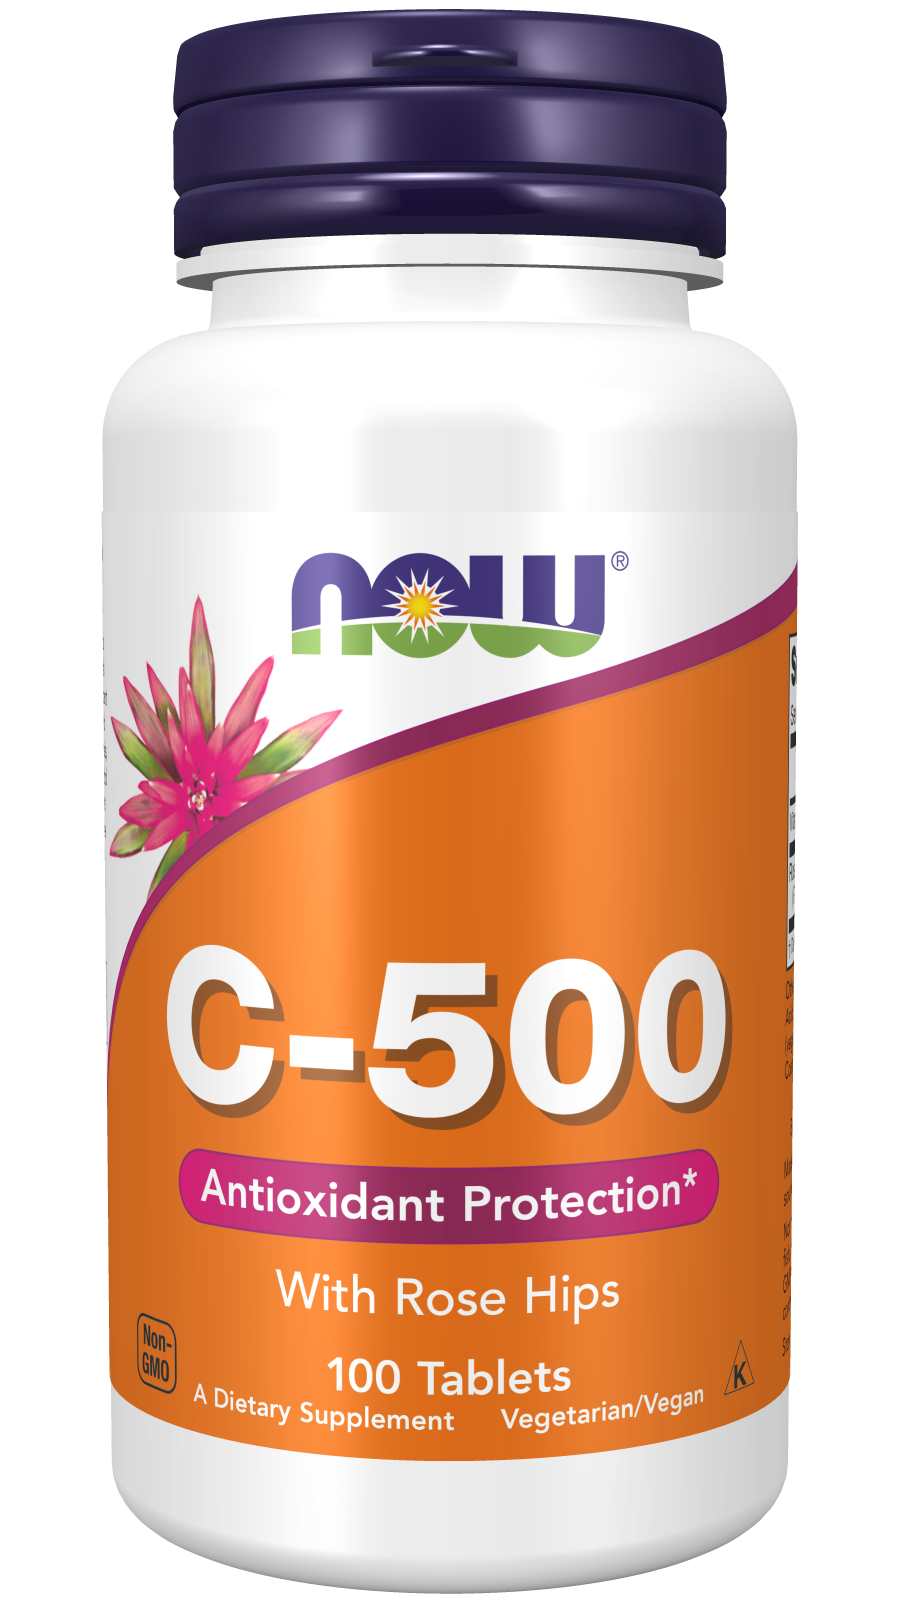 now®
C-500
Antioxidant Protection*
With Rose Hips
Non-
GMO
100 Tablets
K
A Dietary Supplement Vegetarian/Vegan